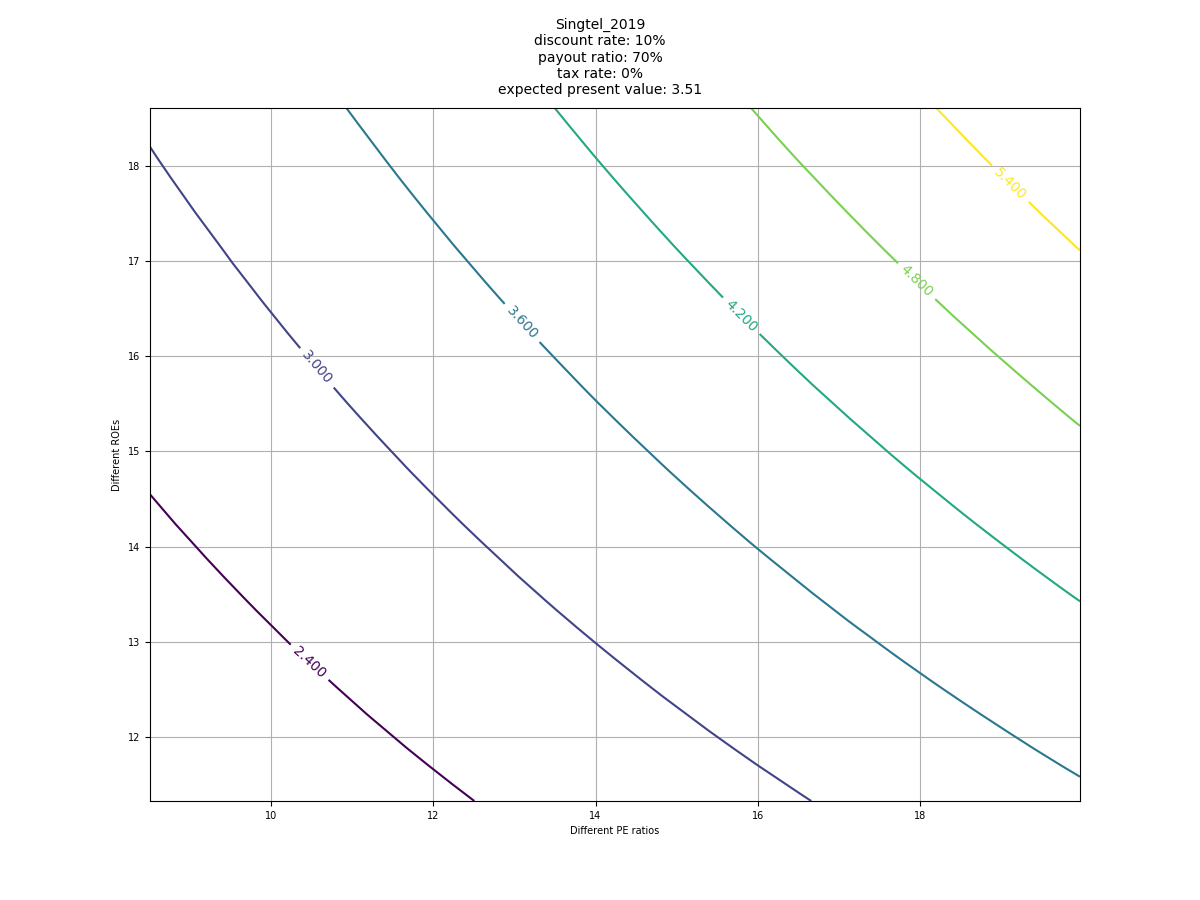 Singtel_2019
discount rate: 10%
payout ratio: 70%
tax rate: 0%
expected present value: 3.51
18
17
16
15
14
13
12
Different ROEs
5.400
4.800
4.200
3.600
3.000
2.400
10
12
14
16
18
Different PE ratios